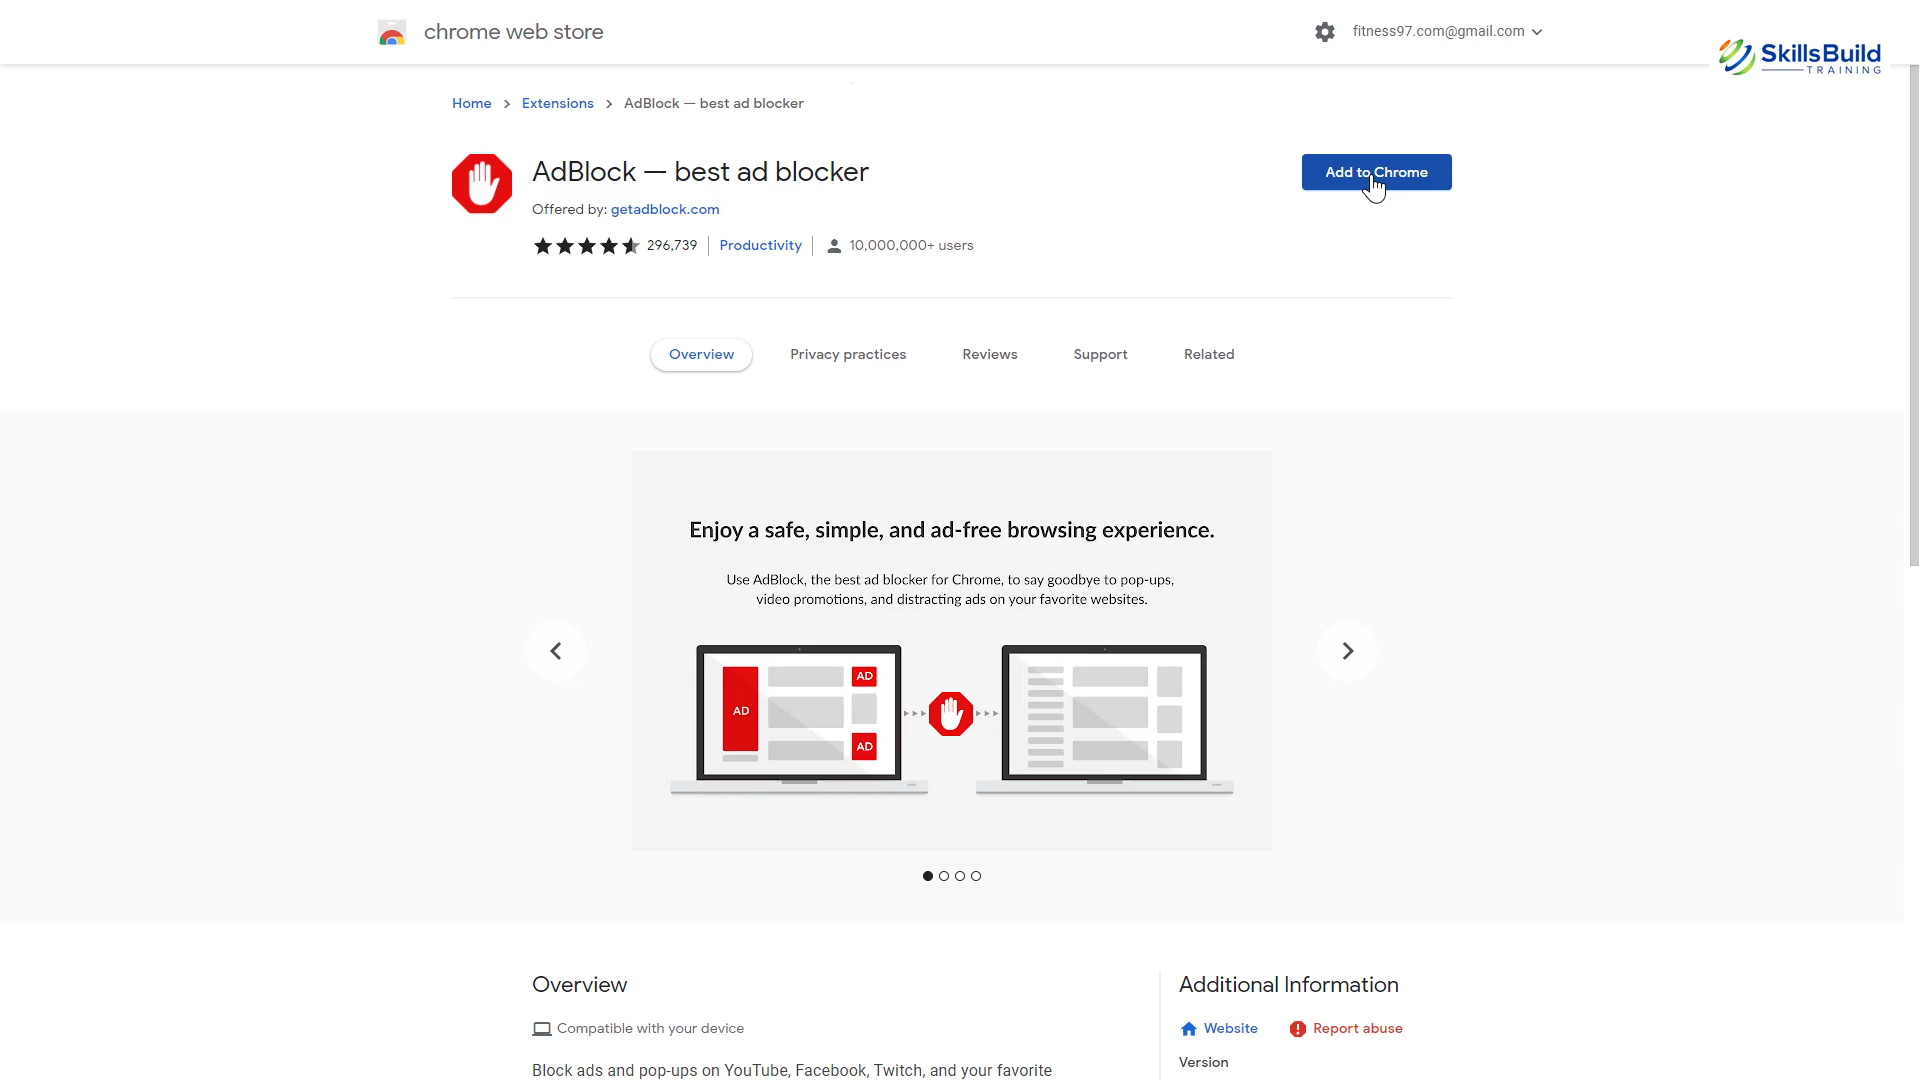 chrome web store
fitness97.com@gmail.com
SkillsBuild
TRAINING
Home > Extensions > AdBlock — best ad blocker
AdBlock — best ad blocker
Add to Chrome
Offered by: getadblock.com
296,739
Productivity
10,000,000+ users
Overview
Privacy practices
Reviews
Support
Related
Enjoy a safe, simple, and ad-free browsing experience.
Use AdBlock, the best ad blocker for Chrome, to say goodbye to pop-ups,
video promotions, and distracting ads on your favorite websites.
AD
AD
AD
Overview
Compatible with your device
Block ads and pop-ups on YouTube, Facebook, Twitch, and your favorite
Additional Information
Website
Report abuse
Version